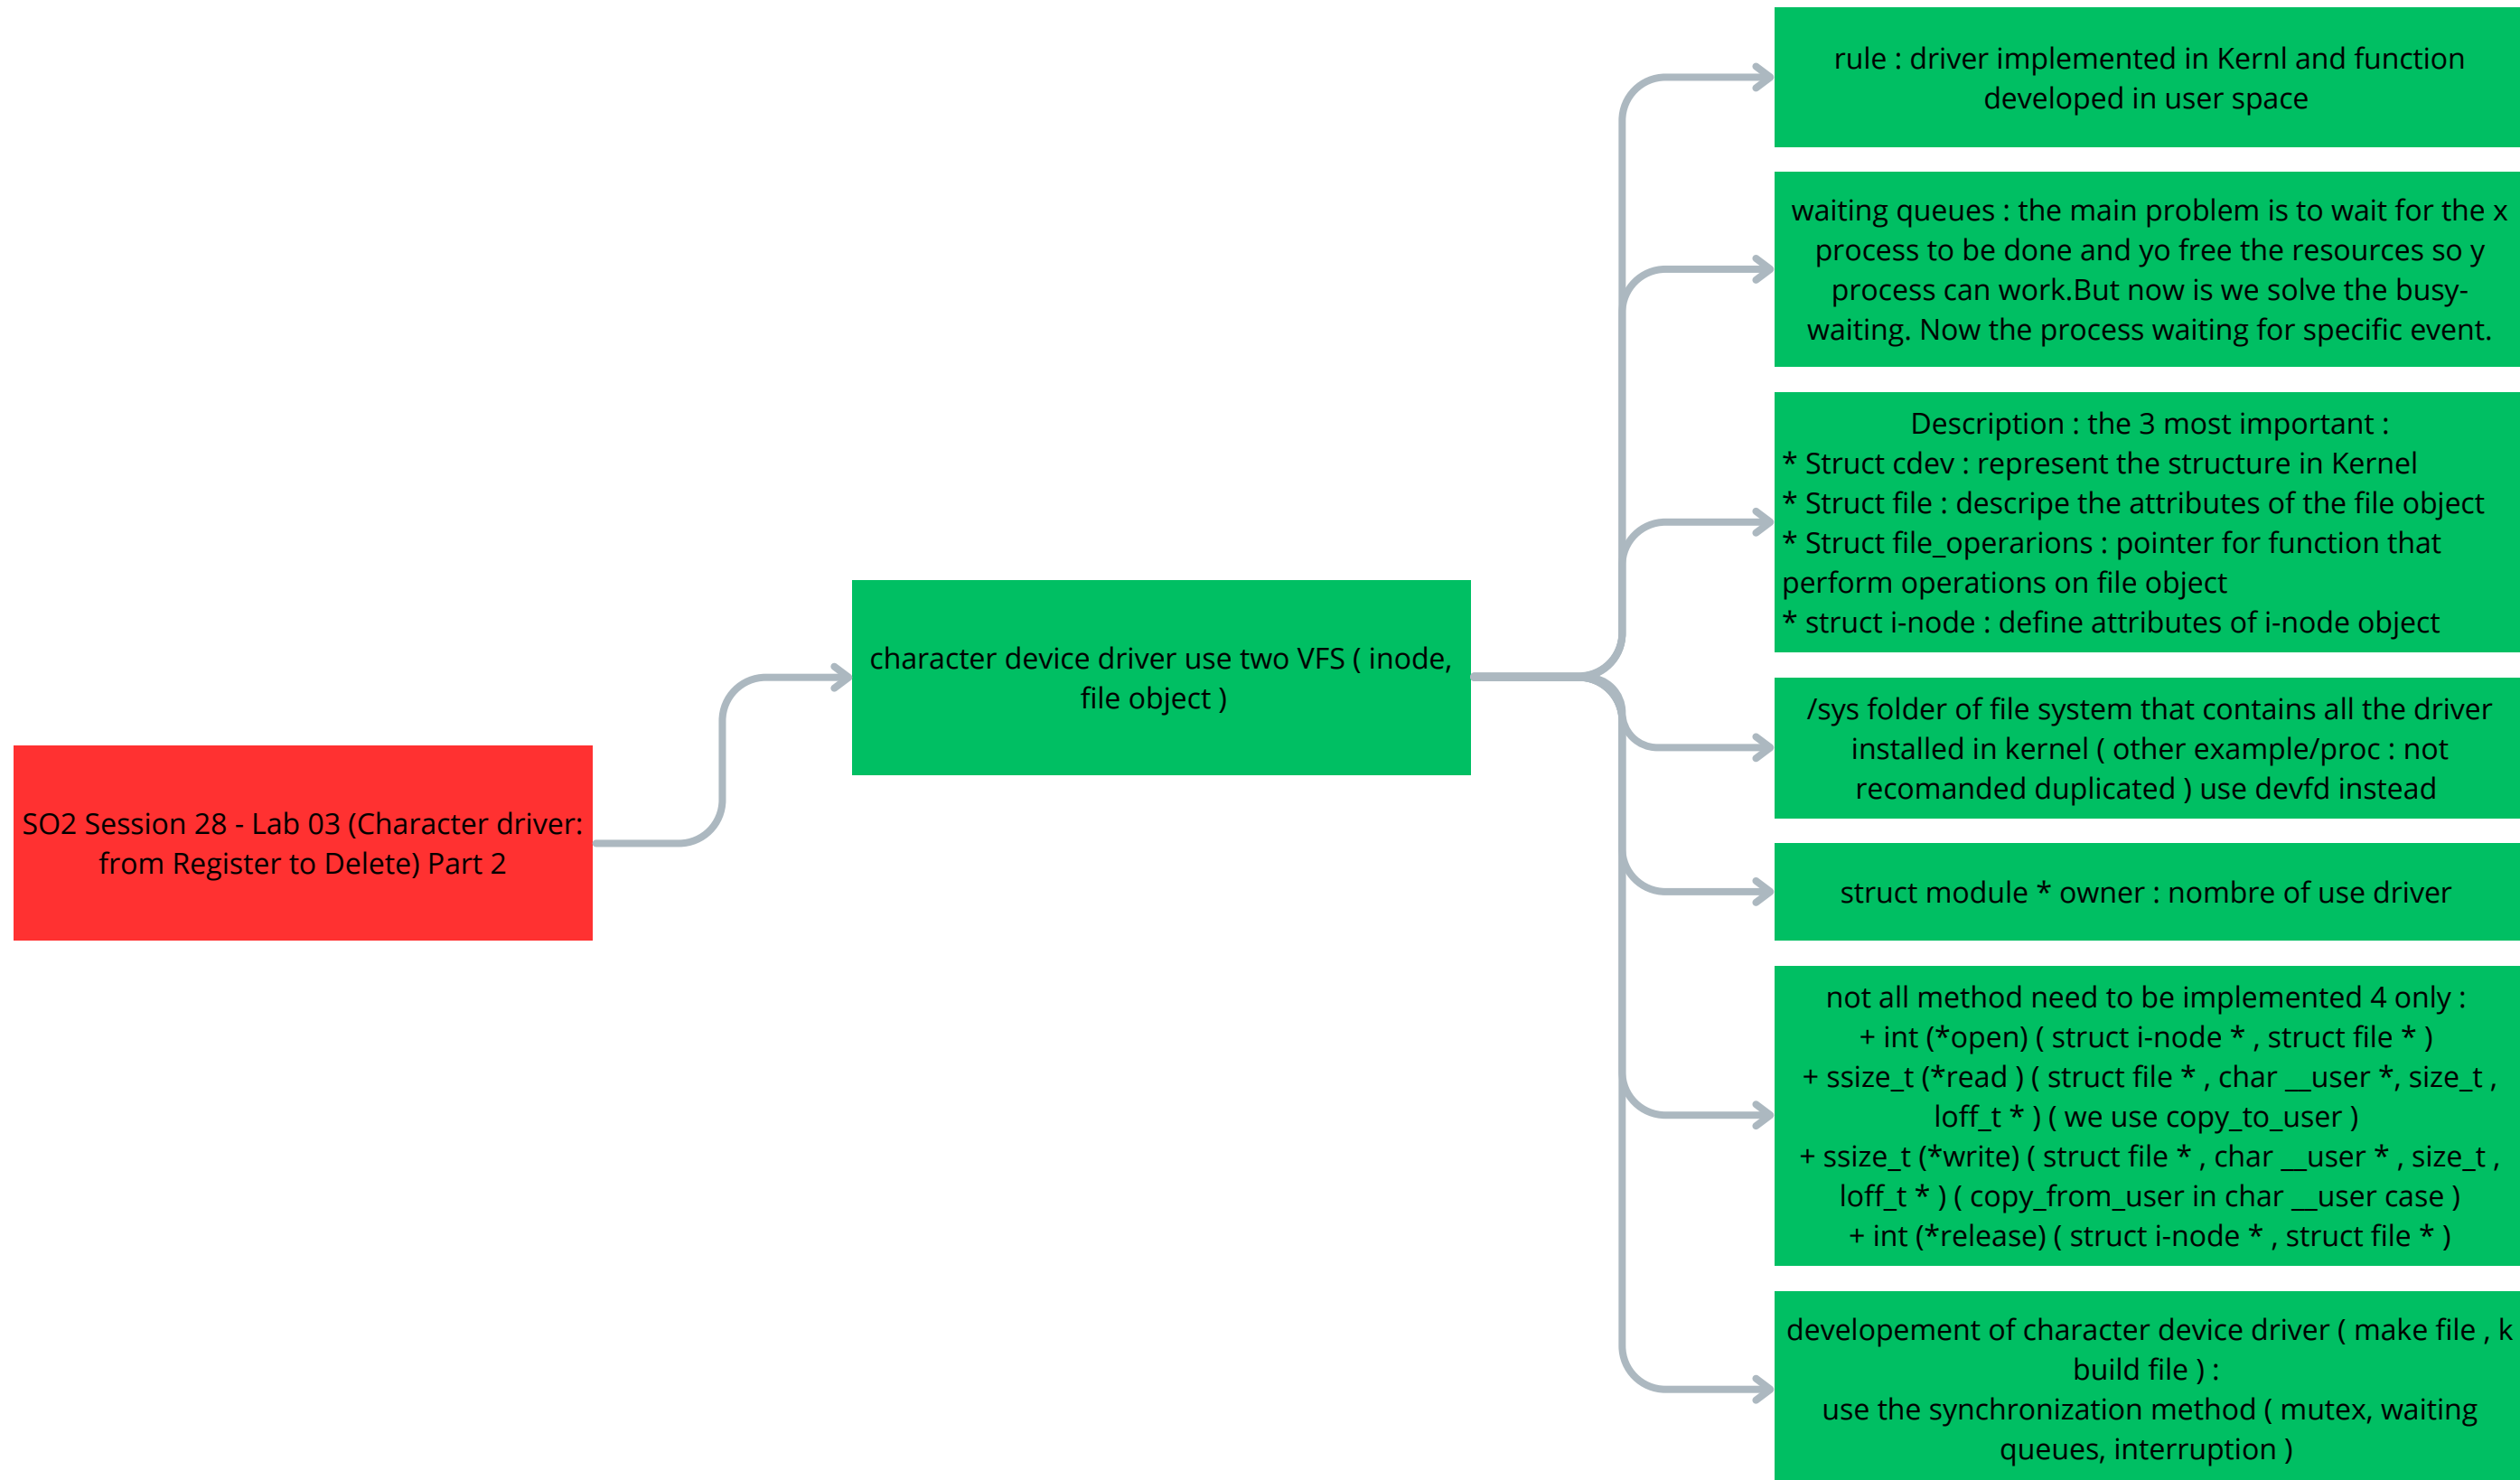 SO2 Session 28 - Lab 03 (Character driver:
from Register to Delete) Part 2
character device driver use two VFS ( inode,
file object )
rule : driver implemented in Kernl and function
developed in user space
waiting queues : the main problem is to wait for the x
process to be done and yo free the resources so y
process can work.But now is we solve the busy-
waiting. Now the process waiting for specific event.
Description : the 3 most important :
* Struct cdev : represent the structure in Kernel
* Struct file : descripe the attributes of the file object
* Struct file_operarions : pointer for function that
perform operations on file object
* struct i-node : define attributes of i-node object
/sys folder of file system that contains all the driver
installed in kernel ( other example/proc : not
recomanded duplicated ) use devfd instead
struct module * owner : nombre of use driver
not all method need to be implemented 4 only :
+ int (*open) ( struct i-node * , struct file * )
+ ssize_t (*read ) ( struct file * , char __user *, size_t ,
loff_t * ) ( we use copy_to_user )
+ ssize_t (*write) ( struct file * , char __user * , size_t ,
loff_t * ) ( copy_from_user in char __user case )
+ int (*release) ( struct i-node * , struct file * )
developement of character device driver ( make file , k
build file ) :
use the synchronization method ( mutex, waiting
queues, interruption )